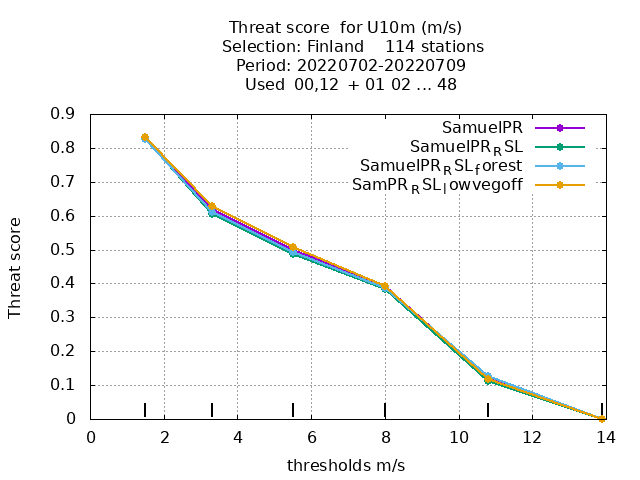 Threat score  for U10m (m/s)
Selection: Finland    114 stations
Period: 20220702-20220709
Used  00,12  + 01 02 ... 48
0.9
0.8
0.7
0.6
0.5
0.4
0.3
0.2
0.1
0
Threat score
SamuelPR
SamuelPR_RSL
SamuelPR_RSL_forest
SamPR_RSL_lowvegoff
0 2 4 6 8 10 12 14
thresholds m/s